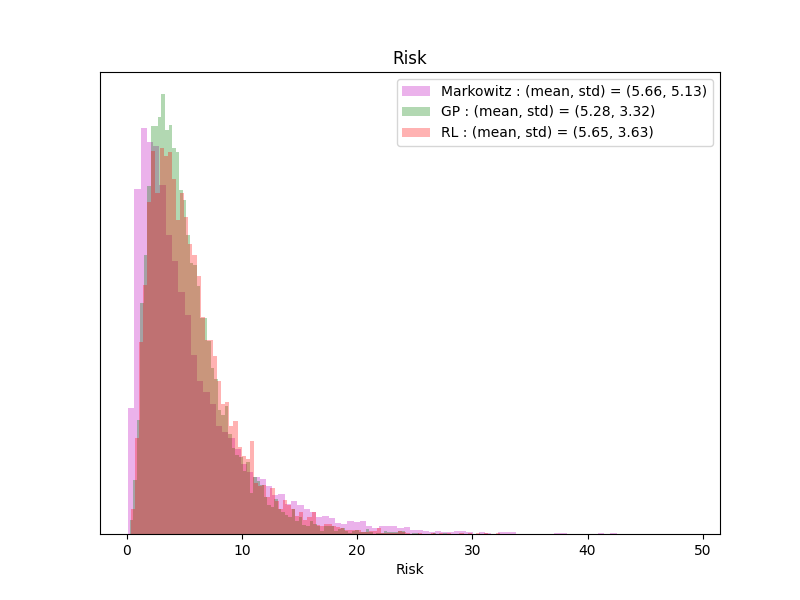 Risk
Markowitz : (mean, std) = (5.66, 5.13)
GP : (mean, std) = (5.28, 3.32)
RL : (mean, std) = (5.65, 3.63)
0 10 20 30 40 50
Risk